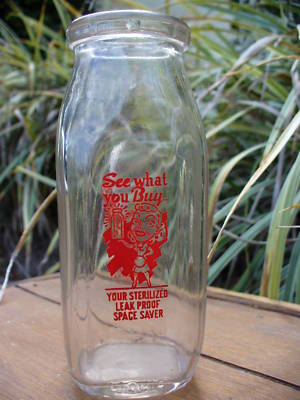 See what
you Buy
YOUR STERILIZED
LEAK PROOF
SPACE SAVER